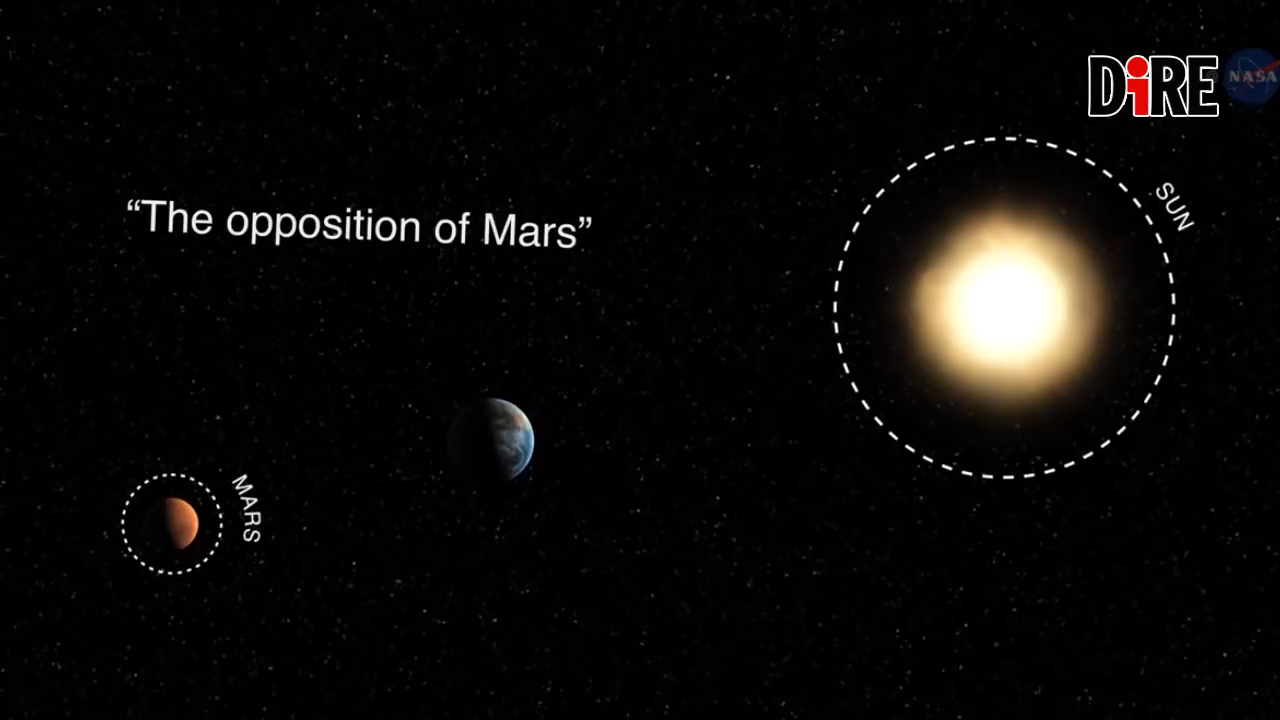 DiRE
NASA
SUN
“The opposition of Mars”
MARS